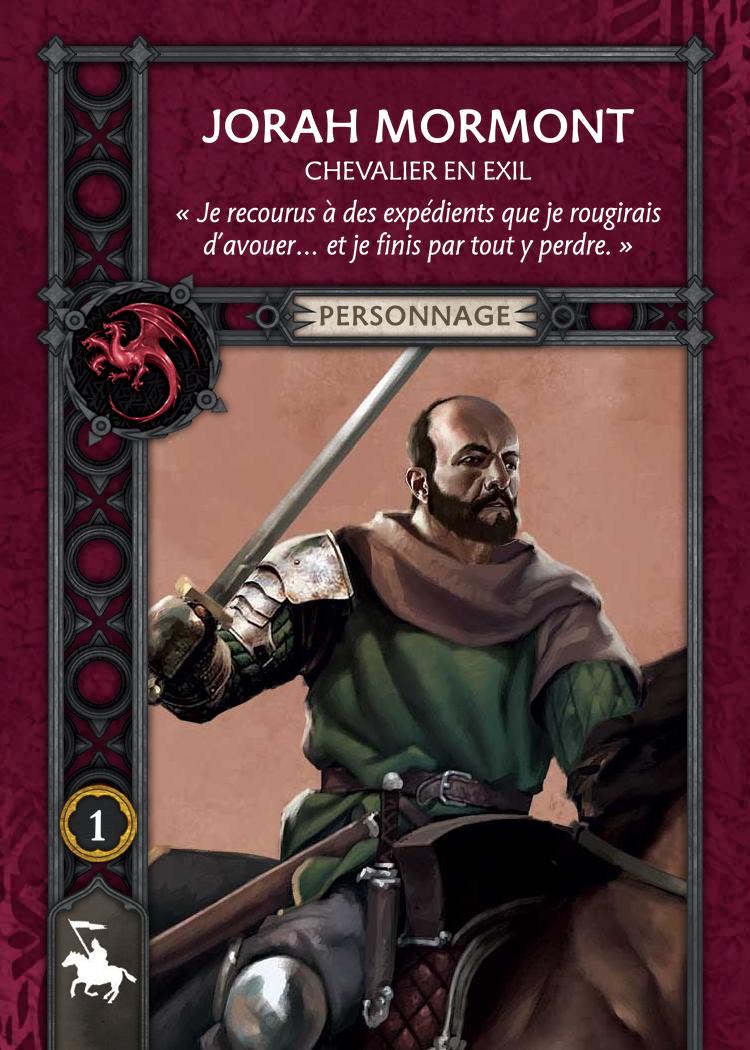 JORAH MORMONT
CHEVALIER EN EXIL
« Je recourus à des expédients que je rougirais
d'avouer… et je finis par tout y perdre. »
PERSONNAGE
1